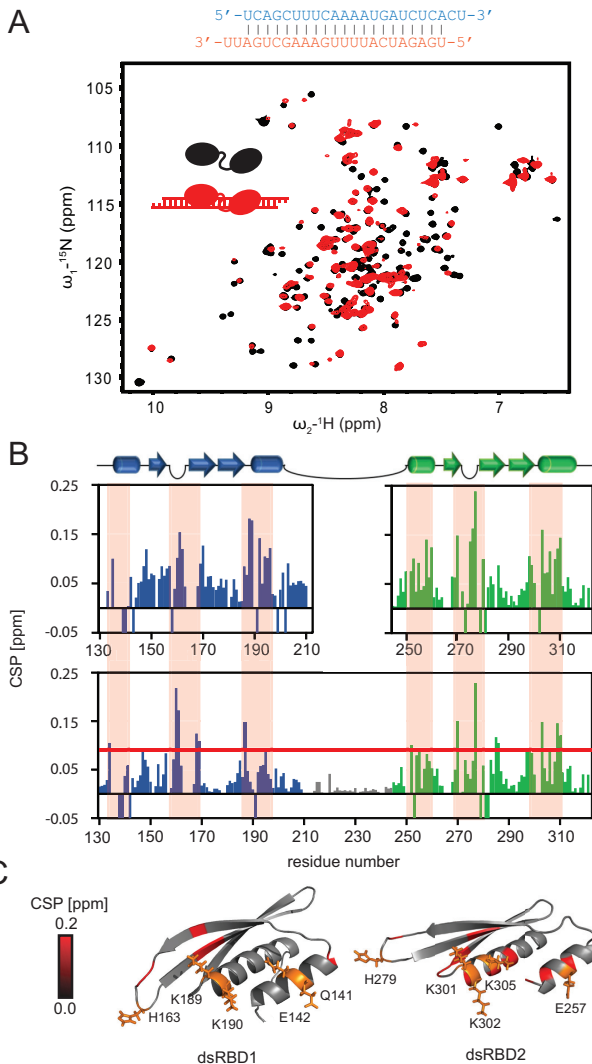 A
5′-UCAGCUUUCAAAAUGAUCUCACU-3′
3′-UUAGUCGAAAGUUUUACUAGAGU-5′
105
110
115
120
125
130
ω1-15N (ppm)
10 9 8 7
ω2-1H (ppm)
B
0.25
0.15
0.05
-0.05
130 150 170 190 210
250 270 290 310
CSP [ppm]
0.25
0.15
0.05
-0.05
130 150 170 190 210 230 250 270 290 310
residue number
C
CSP [ppm]
0.2
0.0
H163
K189
K190
E142
Q141
dsRBD1
H279
K301
K305
K302
E257
dsRBD2